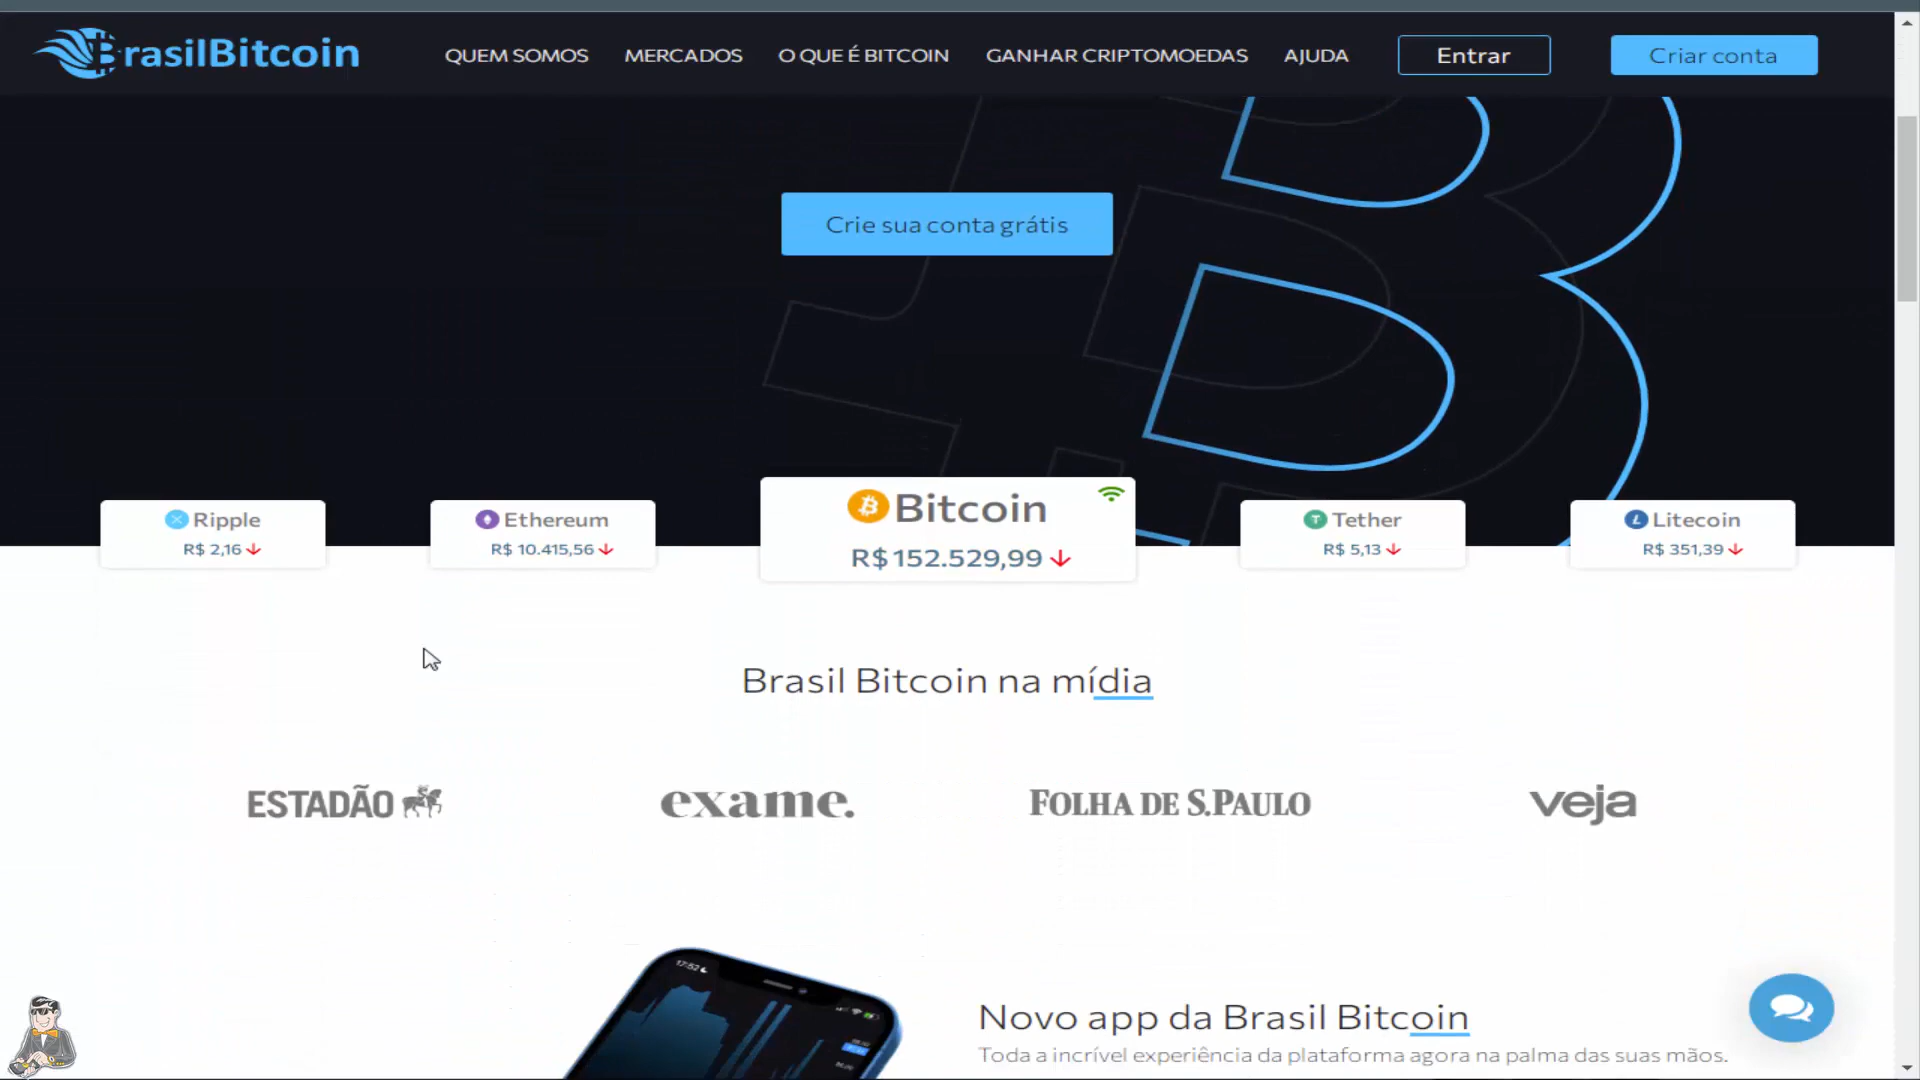 BrasilBitcoin
QUEM SOMOS
MERCADOS
O QUE É BITCOIN
GANHAR CRIPTOMOEDAS
AJUDA
Entrar
Criar conta
Crie sua conta grátis
Ripple
R$ 2,16
Ethereum
R$ 10.415,56
Bitcoin
R$ 152.529,99
Tether
R$ 5,13
Litecoin
R$ 351,39
Brasil Bitcoin na mídia
ESTADÃO
exame.
FOLHA DE S.PAULO
veja
17:52
Novo app da Brasil Bitcoin
Toda a incrível experiência da plataforma agora na palma das suas mãos.